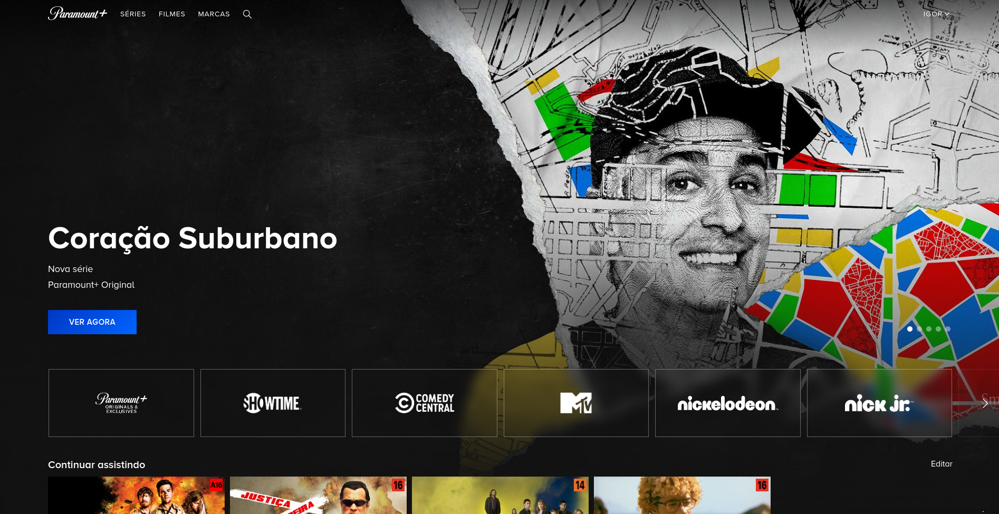 Paramount+
SÉRIES
FILMES
MARCAS
IGOR
Coração Suburbano
Nova série
Paramount+ Original
VER AGORA
Paramount+
ORIGINALS &
EXCLUSIVES
SHOWTIME
COMEDY
CENTRAL
MTV
nickelodeon
nick jr.
Sm
Continuar assistindo
Editar
A16
JUSTIÇA
16
14
16